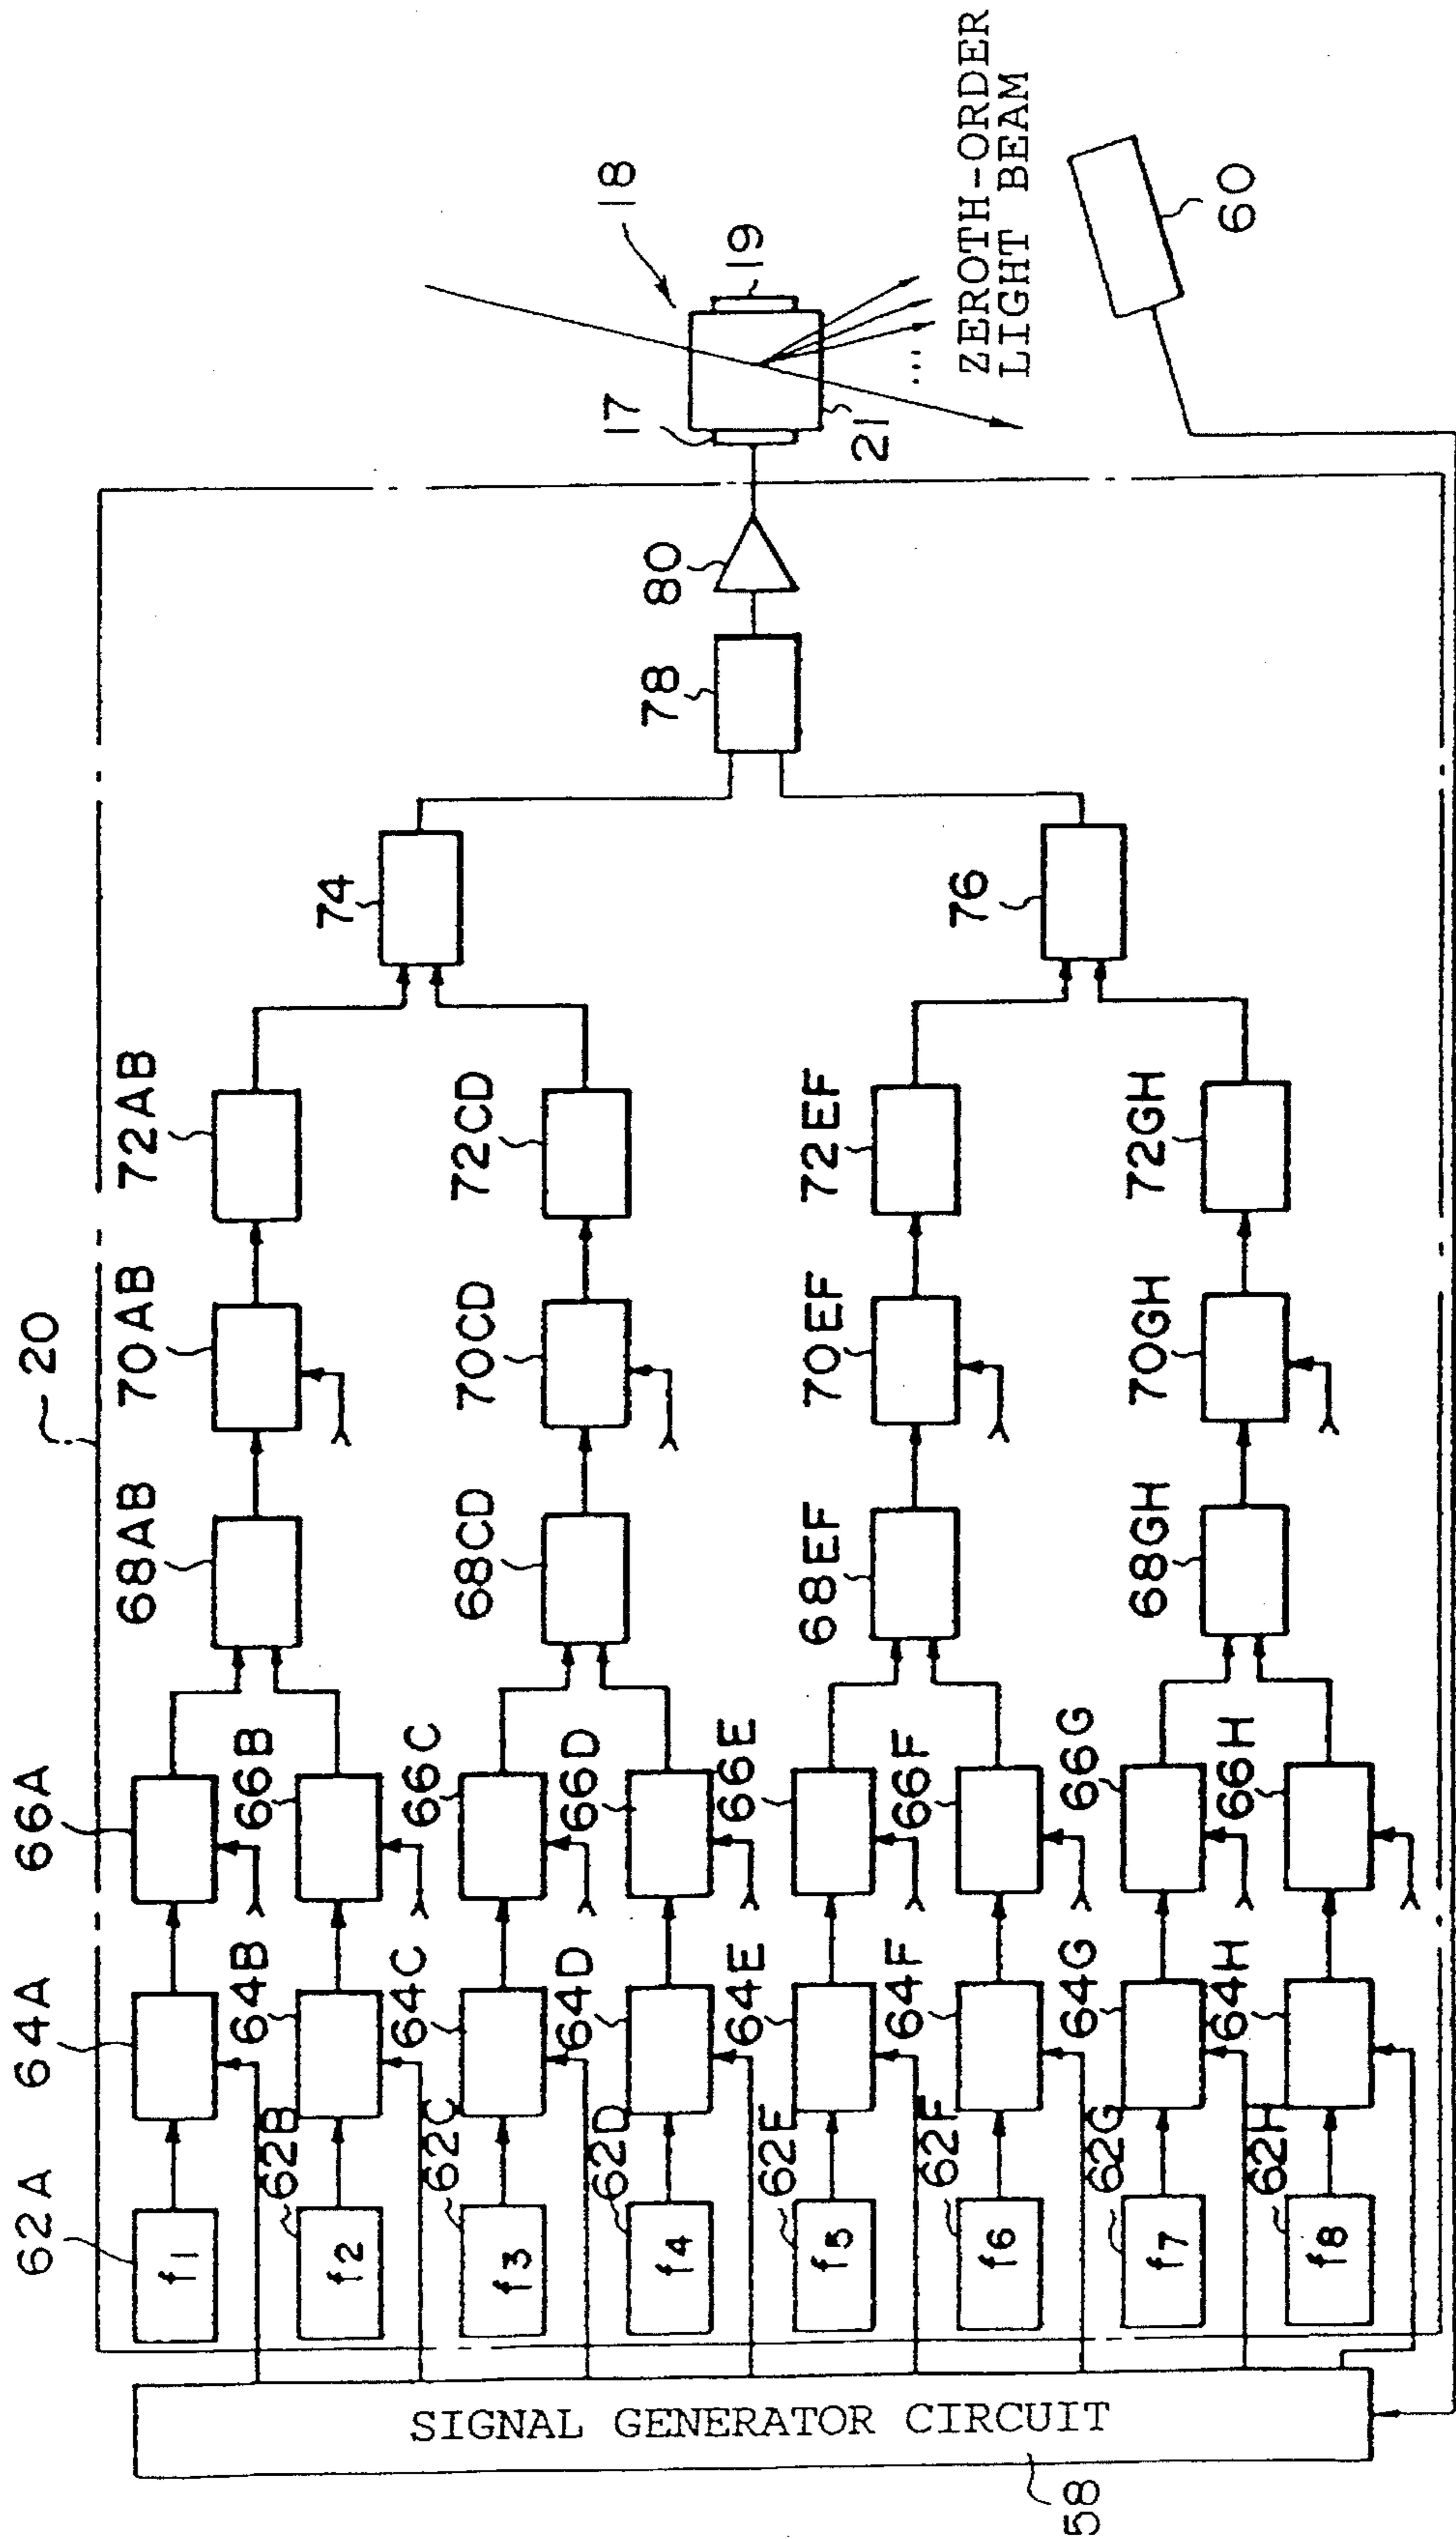 20
62A
64A
66A
68AB
70AB
72AB
f1
62B
64B
66B
f2
62C
64C
66C
68CD
70CD
72CD
74
f3
62D
64D
66D
f4
62E
64E
66E
68EF
70EF
72EF
f5
62F
64F
66F
f6
62G
64G
66G
68GH
70GH
72GH
76
f7
62H
64H
66H
f8
78
80
17
18
19
21
...
ZEROTH-ORDER
LIGHT BEAM
60
SIGNAL GENERATOR CIRCUIT
58